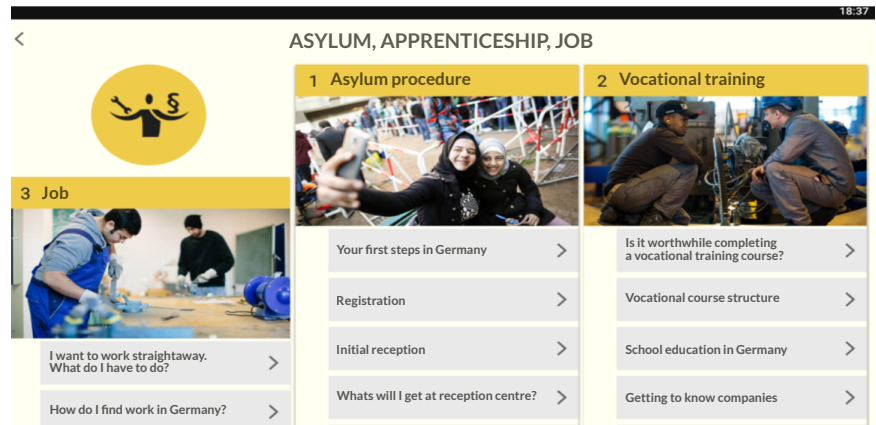 18:37
ASYLUM, APPRENTICESHIP, JOB
1 Asylum procedure
Your first steps in Germany
Registration
Initial reception
Whats will I get at reception centre?
2 Vocational training
Is it worthwhile completing
a vocational training course?
Vocational course structure
School education in Germany
Getting to know companies
§
3 Job
I want to work straightaway.
What do I have to do?
How do I find work in Germany?